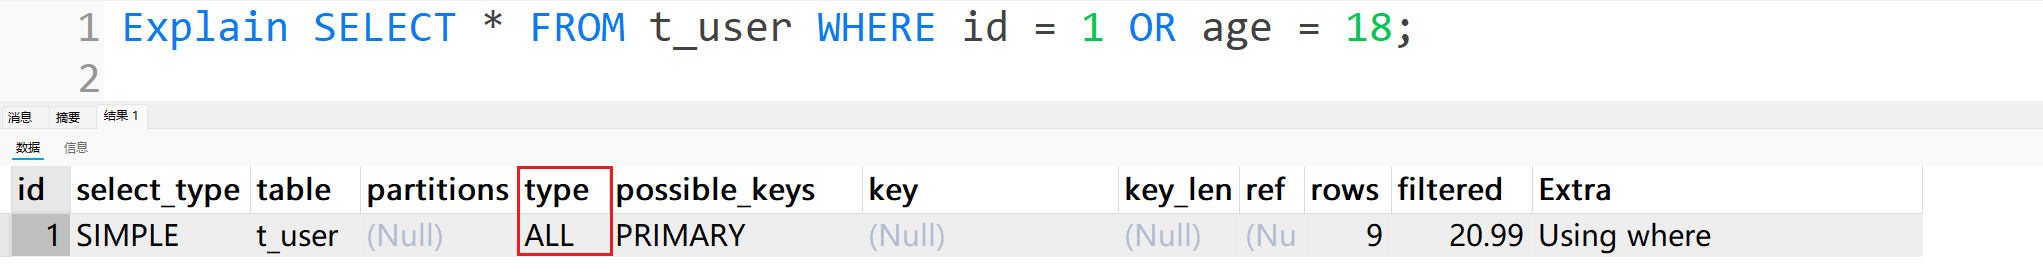 1 Explain SELECT * FROM t_user WHERE id = 1 OR age = 18;
2
消息 摘要 结果 1
数据 信息
id select_type table partitions type possible_keys key key_len ref rows filtered Extra
1 SIMPLE t_user (Null) ALL PRIMARY (Null) (Null) (Nu 9 20.99 Using where